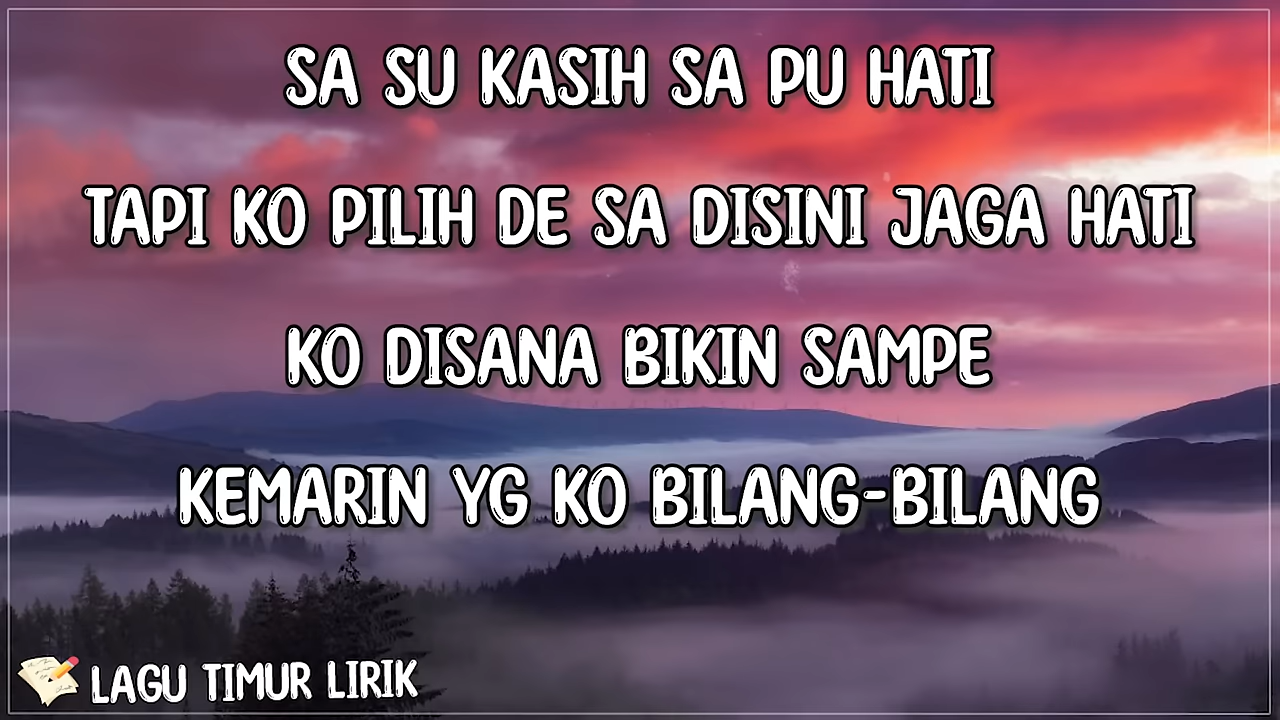 SA SU KASIH SA PU HATI
TAPI KO PILIH DE SA DISINI JAGA HATI
KO DISANA BIKIN SAMPE
KEMARIN YG KO BILANG-BILANG
LAGU TIMUR LIRIK